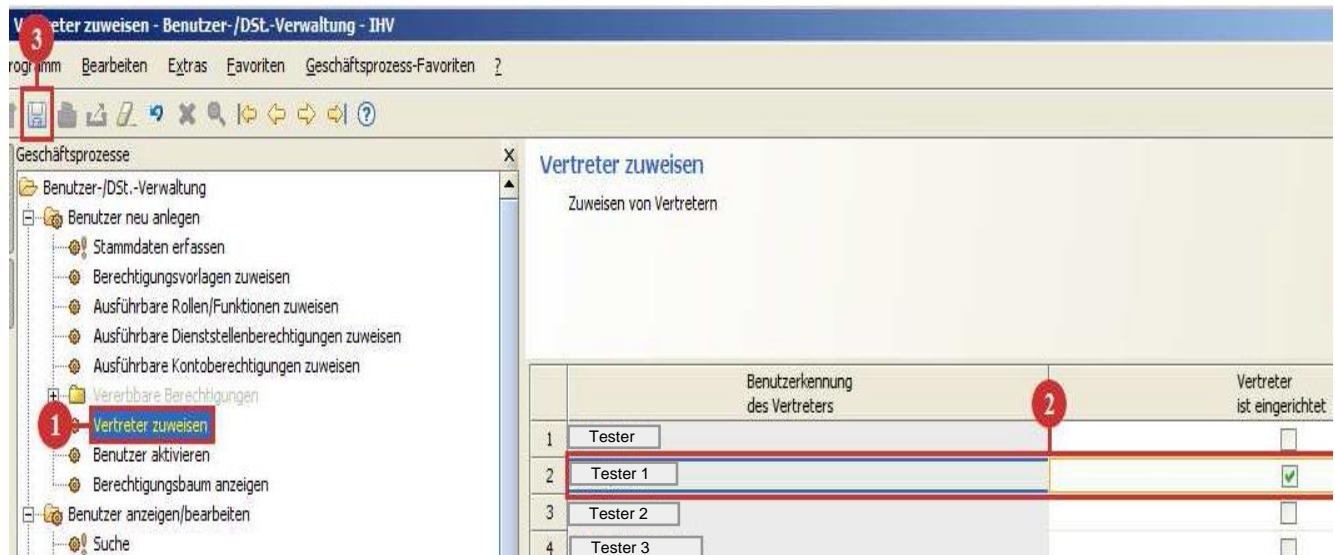 Vertreter zuweisen - Benutzer-/DSt.-Verwaltung - IHV
3
Programm Bearbeiten Extras Favoriten Geschäftsprozess-Favoriten ?
Geschäftsprozesse X
Benutzer-/DSt.-Verwaltung
Benutzer neu anlegen
Stammdaten erfassen
Berechtigungsvorlagen zuweisen
Ausführbare Rollen/Funktionen zuweisen
Ausführbare Dienststellenberechtigungen zuweisen
Ausführbare Kontoberechtigungen zuweisen
Vererbbare Berechtigungen
1 Vertreter zuweisen
Benutzer aktivieren
Berechtigungsbaum anzeigen
Benutzer anzeigen/bearbeiten
Suche
Vertreter zuweisen
Zuweisen von Vertretern
Benutzerkennung Vertreter
des Vertreters 2 ist eingerichtet
1 Tester
2 Tester 1
3 Tester 2
4 Tester 3